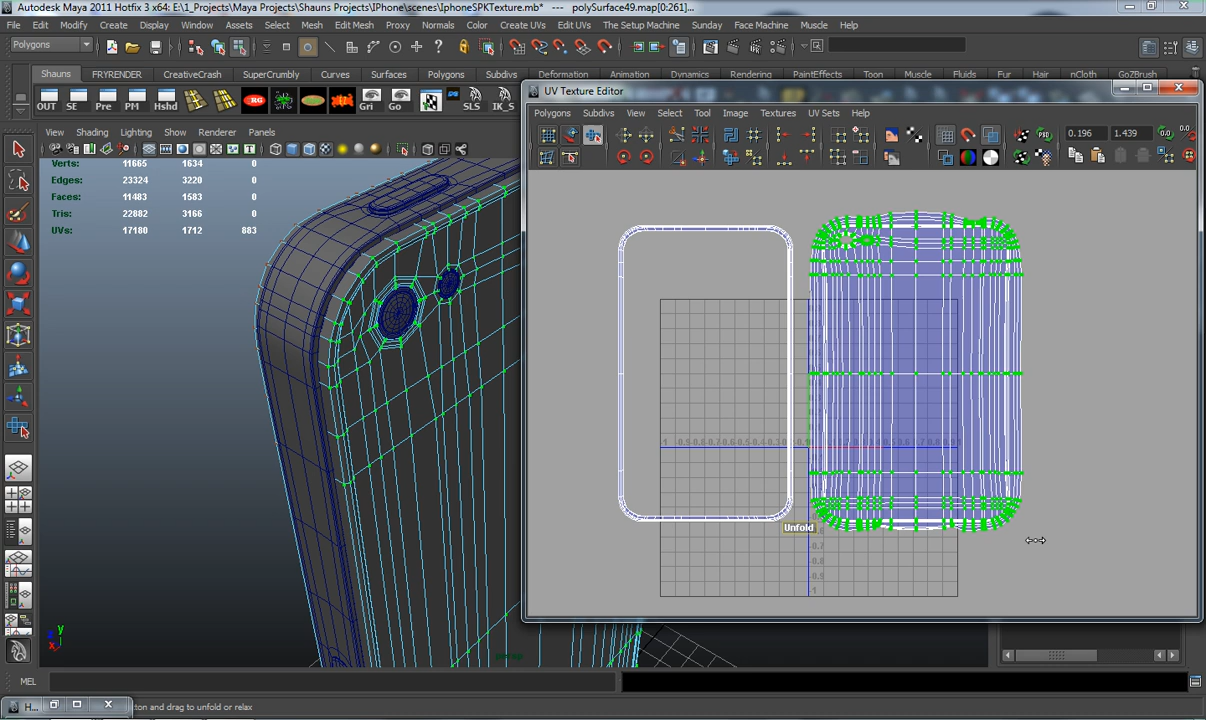 Autodesk Maya 2011 Hotfix 3 x64: E:\1_Projects\Maya Projects\Shauns Projects\IPhone\scenes\IphoneSPKTexture.mb* --- polySurface49.map[0:261]...
File Edit Modify Create Display Window Assets Select Mesh Edit Mesh Proxy Normals Color Create UVs Edit UVs The Setup Machine Sunday Face Machine Muscle Help
Polygons
Shauns FRYRENDER CreativeCrash SuperCrumbly Curves Surfaces Polygons Subdivs Deformation Animation Dynamics Rendering PaintEffects Toon Muscle Fluids Fur Hair nCloth GoZBrush
OUT SE Pre PM Hshd RG Gri Go SLS IK_S
UV Texture Editor
Polygons Subdivs View Select Tool Image Textures UV Sets Help
0.196 1.439
View Shading Lighting Show Renderer Panels
Verts: 11665 1634 0
Edges: 23324 3220 0
Faces: 11483 1583 0
Tris: 22882 3166 0
UVs: 17180 1712 883
Unfold
y
x
MEL
H...
ton and drag to unfold or relax